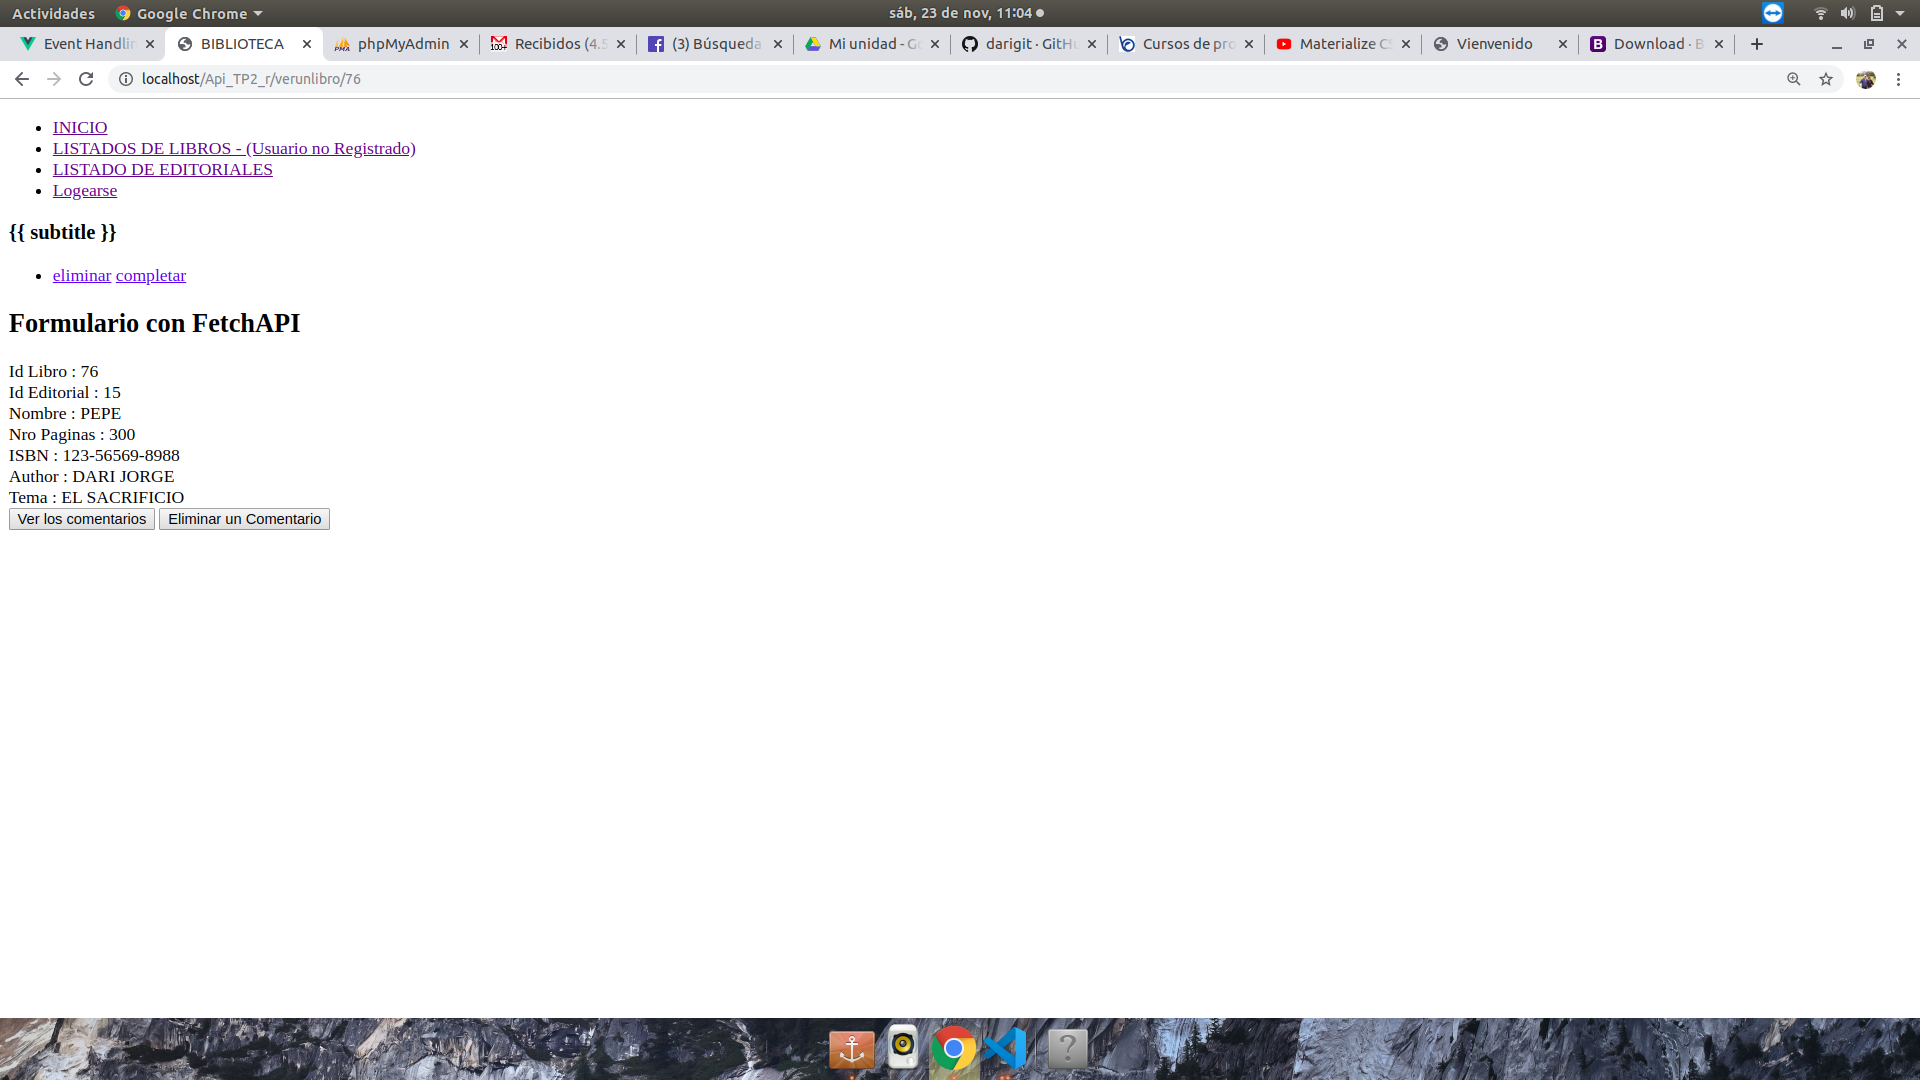 Actividades Google Chrome sáb, 23 de nov, 11:04
Event Handlin BIBLIOTECA phpMyAdmin Recibidos (4.5 (3) Búsqueda Mi unidad - Go darigit · GitHu Cursos de pro Materialize CS Vienvenido Download · B
localhost/Api_TP2_r/verunlibro/76
INICIO
LISTADOS DE LIBROS - (Usuario no Registrado)
LISTADO DE EDITORIALES
Logearse
{{ subtitle }}
eliminar completar
Formulario con FetchAPI
Id Libro : 76
Id Editorial : 15
Nombre : PEPE
Nro Paginas : 300
ISBN : 123-56569-8988
Author : DARI JORGE
Tema : EL SACRIFICIO
Ver los comentarios Eliminar un Comentario